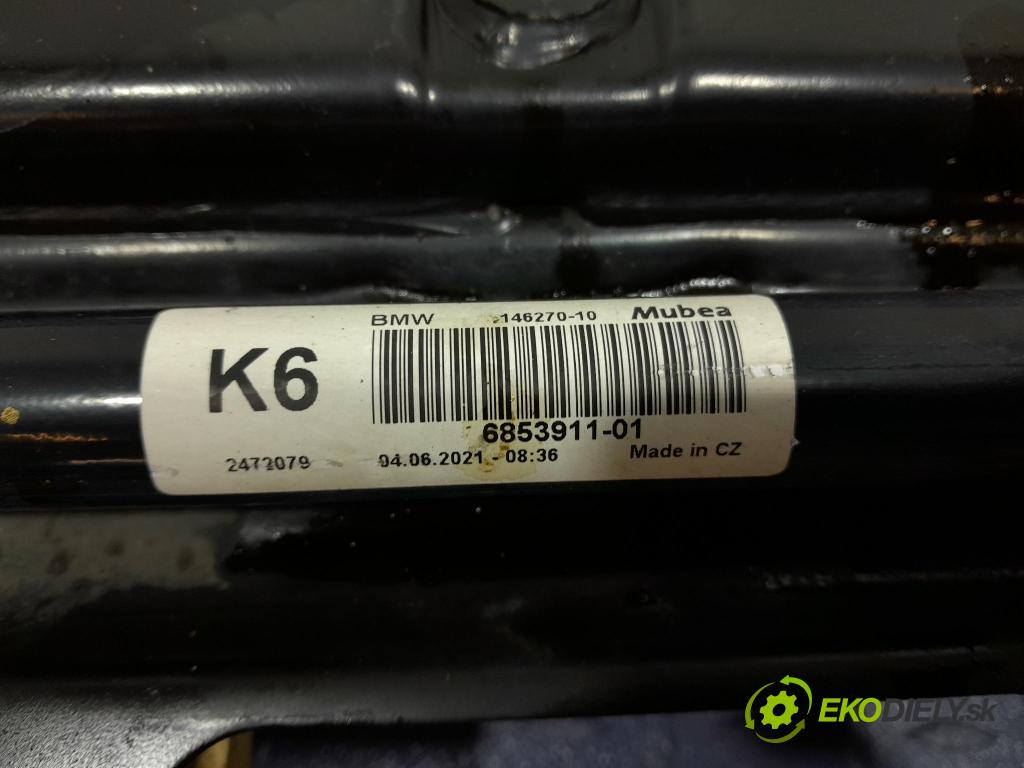 BMW 146270-10 Mubea
K6
6853911-01
2472079 04.06.2021 - 08:36 Made in CZ
EKODIELY.sk